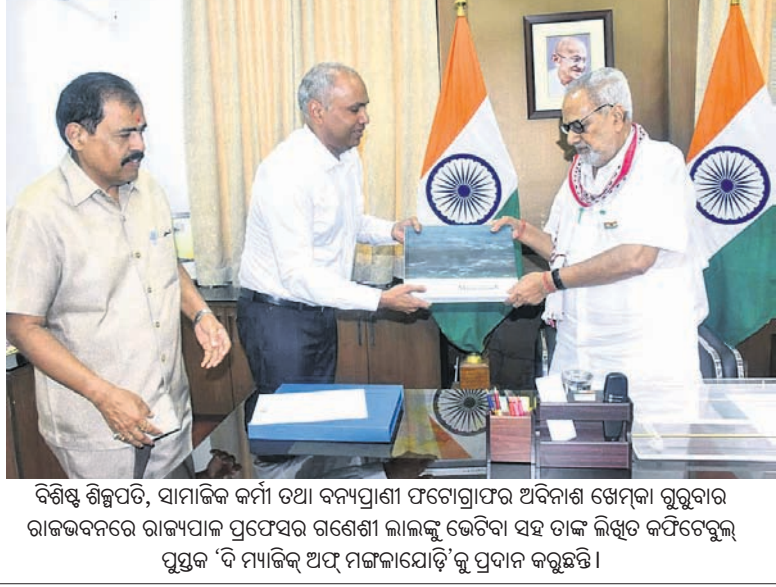 ବିଶିଷ୍ଟ ଶିଳ୍ପପତି, ସାମାଜିକ କର୍ମୀ ତଥା ବନ୍ୟପ୍ରାଣୀ ଫଟୋଗ୍ରାଫର ଅବିନାଶ ଖେମ୍‌କା ଗୁରୁବାର
ରାଜଭବନରେ ରାଜ୍ୟପାଳ ପ୍ରଫେସର ଗଣେଶୀ ଲାଲଙ୍କୁ ଭେଟିବା ସହ ତାଙ୍କ ଲିଖିତ କଫିଟେବୁଲ୍
ପୁସ୍ତକ ‘ଦି ମ୍ୟାଜିକ୍ ଅଫ୍ ମଙ୍ଗଳାଯୋଡ଼ି’କୁ ପ୍ରଦାନ କରୁଛନ୍ତି।